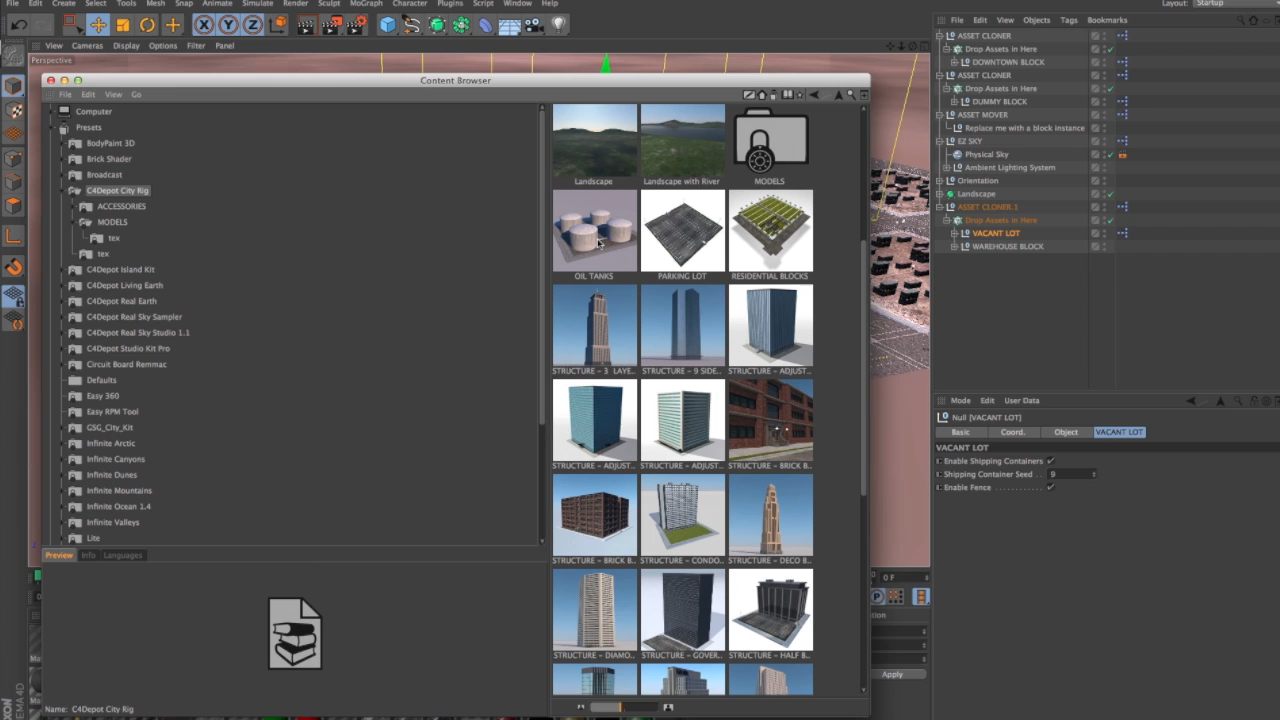 File Edit Create Select Tools Mesh Snap Animate Simulate Render Sculpt MoGraph Character Plugins Script Window Help
Layout: Startup
View Cameras Display Options Filter Panel
Perspective
Content Browser
File Edit View Go
Computer
Presets
BodyPaint 3D
Brick Shader
Broadcast
C4Depot City Rig
ACCESSORIES
MODELS
tex
tex
C4Depot Island Kit
C4Depot Living Earth
C4Depot Real Earth
C4Depot Real Sky Sampler
C4Depot Real Sky Studio 1.1
C4Depot Studio Kit Pro
Circuit Board Remmac
Defaults
Easy 360
Easy RPM Tool
GSG_City_Kit
Infinite Arctic
Infinite Canyons
Infinite Dunes
Infinite Mountains
Infinite Ocean 1.4
Infinite Valleys
Lite
Preview Info Languages
Name: C4Depot City Rig
Landscape
Landscape with River
MODELS
OIL TANKS
PARKING LOT
RESIDENTIAL BLOCKS
STRUCTURE - 3 LAYE..
STRUCTURE - 9 SIDE..
STRUCTURE - ADJUST..
STRUCTURE - ADJUST..
STRUCTURE - ADJUST..
STRUCTURE - BRICK B..
STRUCTURE - BRICK B..
STRUCTURE - CONDO..
STRUCTURE - DECO B..
STRUCTURE - DIAMO..
STRUCTURE - GOVER..
STRUCTURE - HALF B..
File Edit View Objects Tags Bookmarks
ASSET CLONER
Drop Assets in Here
DOWNTOWN BLOCK
ASSET CLONER
Drop Assets in Here
DUMMY BLOCK
ASSET MOVER
Replace me with a block instance
EZ SKY
Physical Sky
Ambient Lighting System
Orientation
Landscape
ASSET CLONER.1
Drop Assets in Here
VACANT LOT
WAREHOUSE BLOCK
Mode Edit User Data
Null [VACANT LOT]
Basic Coord. Object VACANT LOT
VACANT LOT
Enable Shipping Containers
Shipping Container Seed 9
Enable Fence
0 F
Apply